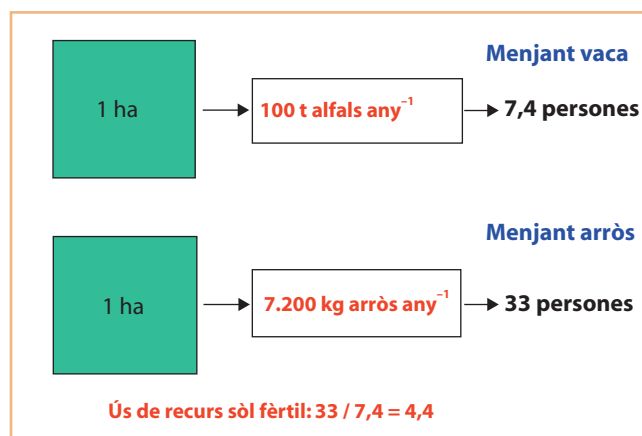 Menjant vaca
1 ha
100 t alfals any⁻¹
7,4 persones
Menjant arròs
1 ha
7.200 kg arròs any⁻¹
33 persones
Ús de recurs sòl fèrtil: 33 / 7,4 = 4,4